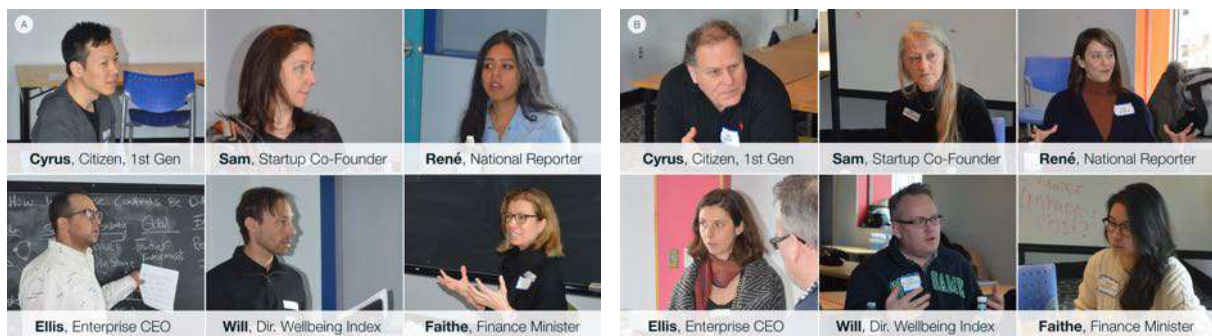 A
Cyrus, Citizen, 1st Gen
Sam, Startup Co-Founder
René, National Reporter
Ellis, Enterprise CEO
Will, Dir. Wellbeing Index
Faithe, Finance Minister
B
Cyrus, Citizen, 1st Gen
Sam, Startup Co-Founder
René, National Reporter
Ellis, Enterprise CEO
Will, Dir. Wellbeing Index
Faithe, Finance Minister